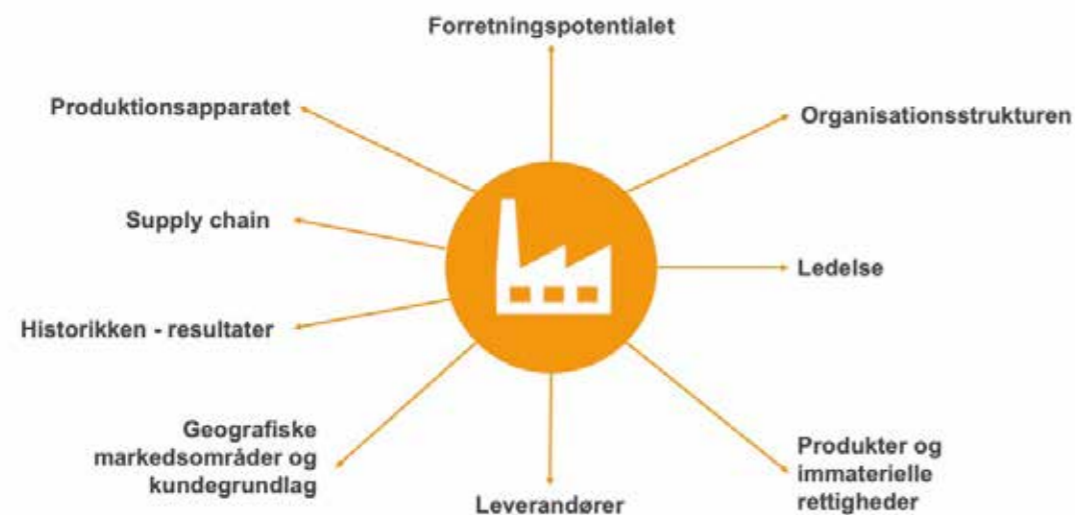 Forretningspotentialet
Produktionsapparatet
Organisationsstrukturen
Supply chain
Ledelse
Historikken - resultater
Geografiske
markedsområder og
kundegrundlag
Produkter og
immaterielle
rettigheder
Leverandører